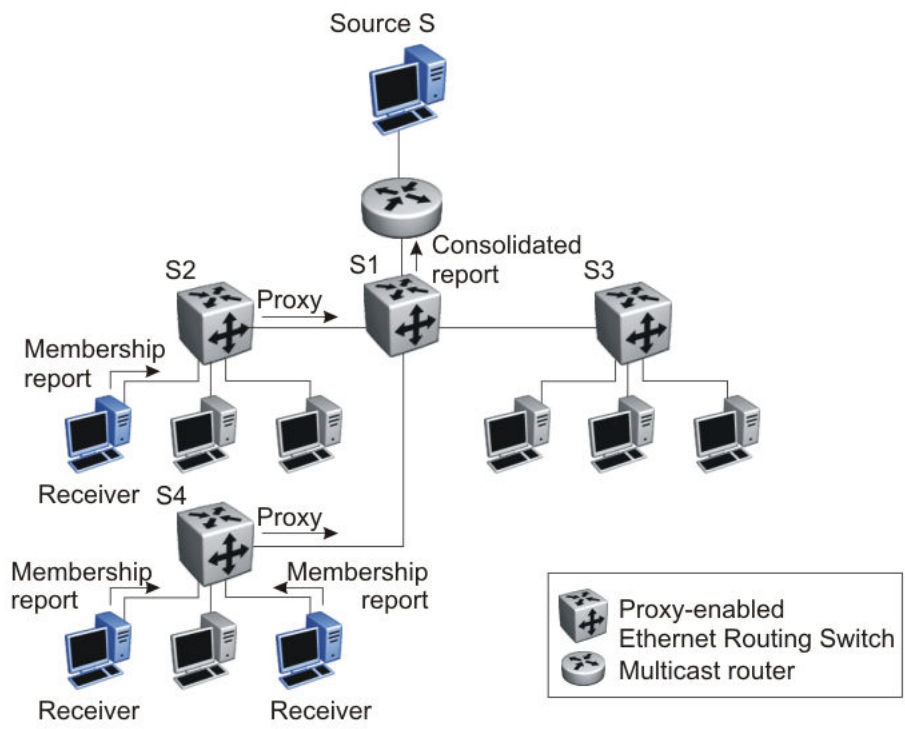 Source S
Consolidated
report
S2
S1
S3
Proxy
Membership
report
Receiver
S4
Proxy
Membership
report
Membership
report
Receiver
Receiver
Proxy-enabled
Ethernet Routing Switch
Multicast router